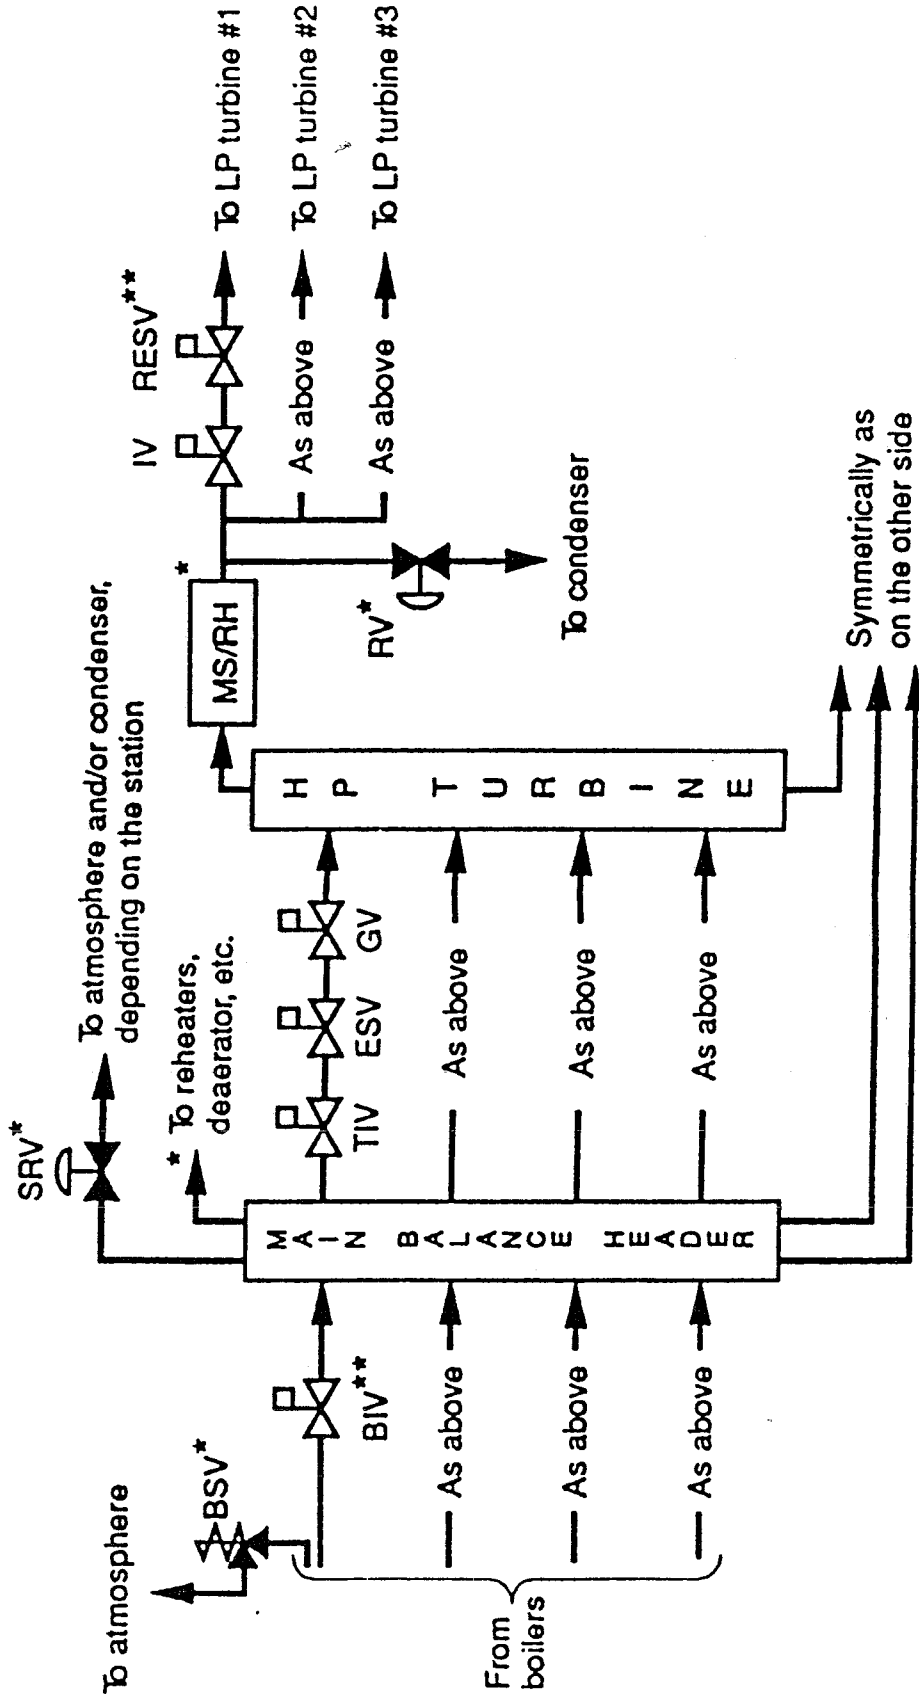 To atmosphere
BSV*
From
boilers
BIV**
As above
As above
As above
SRV*
To atmosphere and/or condenser,
depending on the station
* To reheaters,
deaerator, etc.
MAIN BALANCE HEADER
TIV
ESV
GV
As above
As above
As above
HP TURBINE
MS/RH
*
RV*
To condenser
IV
RESV**
To LP turbine #1
As above
To LP turbine #2
As above
To LP turbine #3
Symmetrically as
on the other side